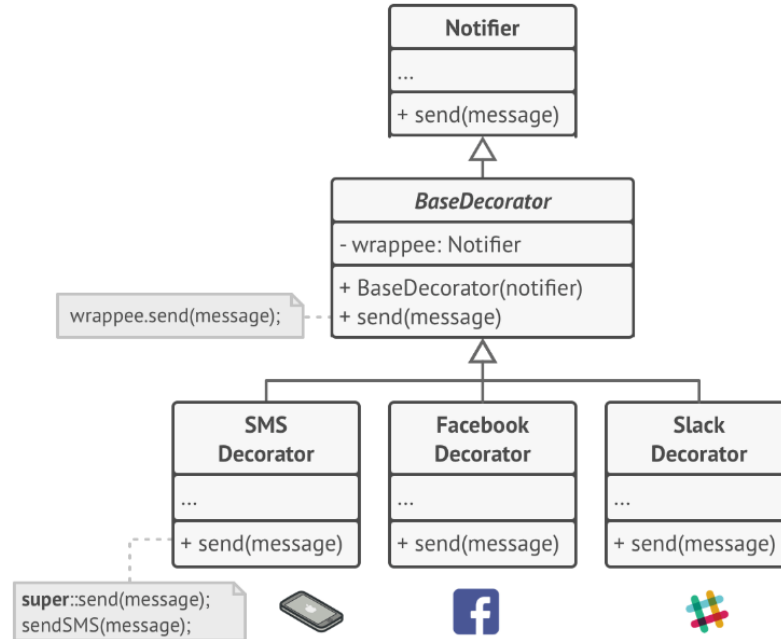 Notifier
...
+ send(message)
BaseDecorator
- wrappee: Notifier
+ BaseDecorator(notifier)
+ send(message)
wrappee.send(message);
SMS
Decorator
...
+ send(message)
Facebook
Decorator
...
+ send(message)
Slack
Decorator
...
+ send(message)
super::send(message);
sendSMS(message);